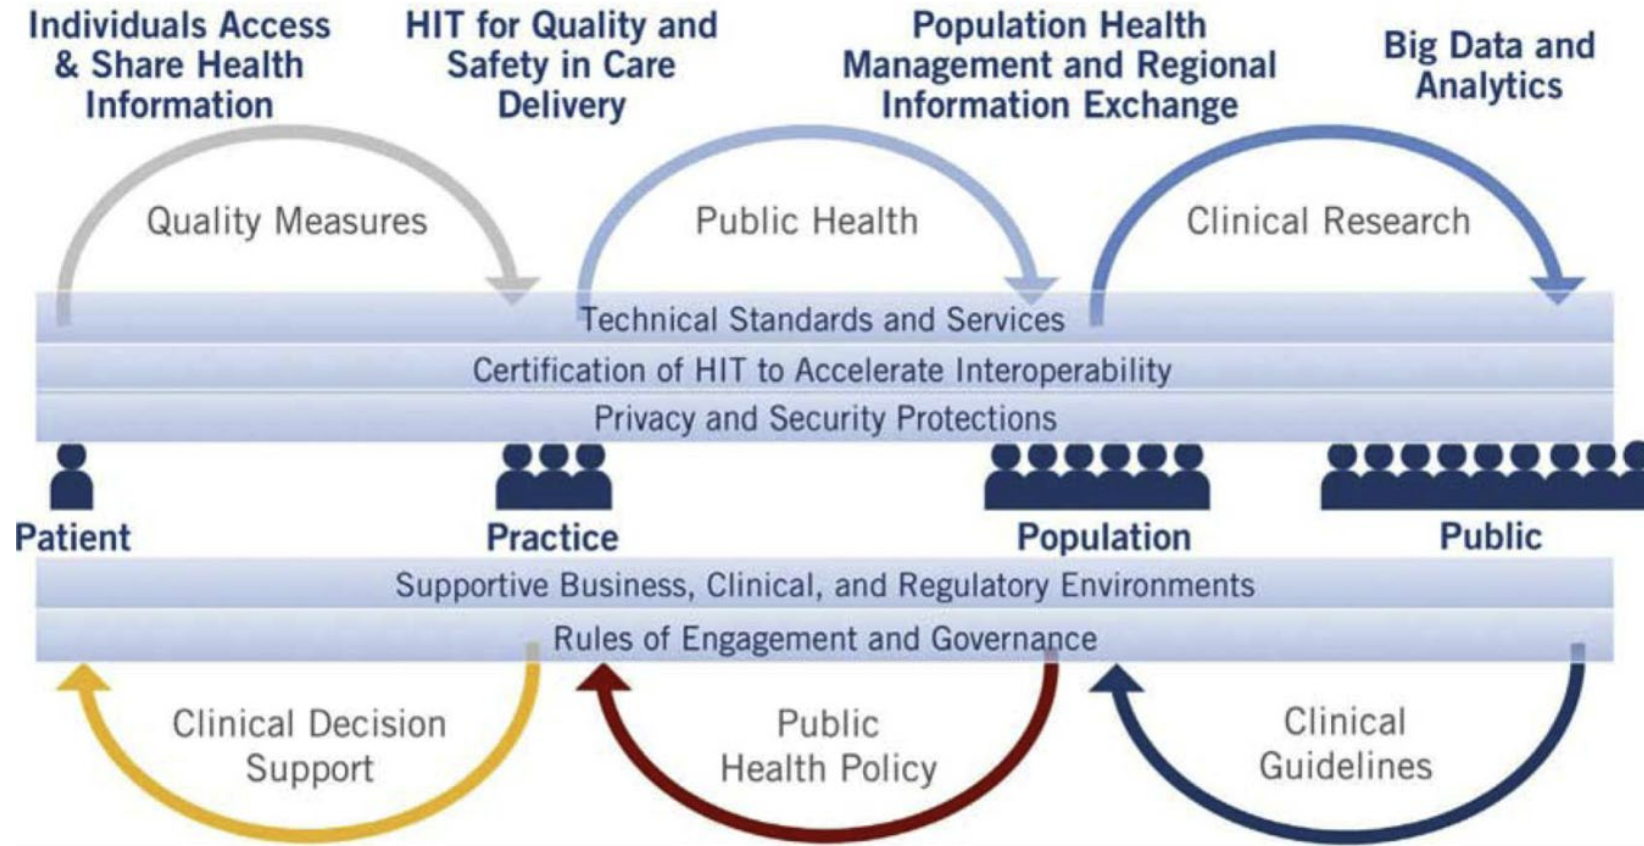 Individuals Access
& Share Health
Information
HIT for Quality and
Safety in Care
Delivery
Population Health
Management and Regional
Information Exchange
Big Data and
Analytics
Quality Measures
Public Health
Clinical Research
Technical Standards and Services
Certification of HIT to Accelerate Interoperability
Privacy and Security Protections
Patient
Practice
Population
Public
Supportive Business, Clinical, and Regulatory Environments
Rules of Engagement and Governance
Clinical Decision
Support
Public
Health Policy
Clinical
Guidelines